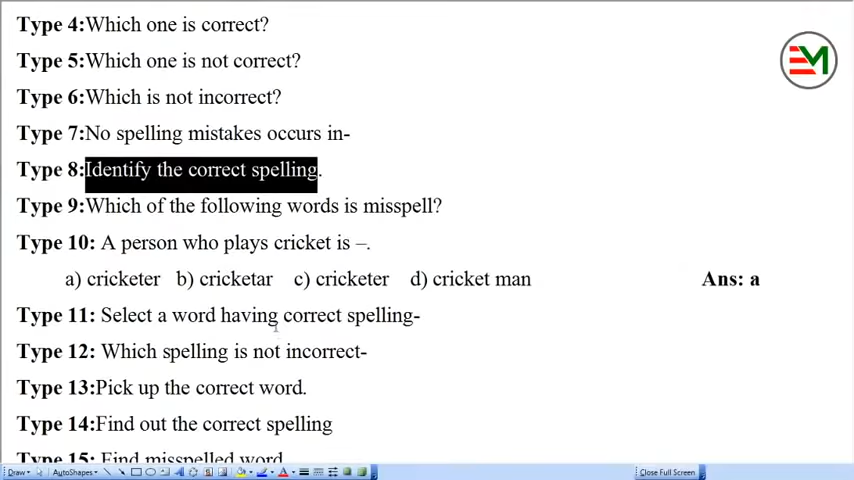 Type 4:Which one is correct?
Type 5:Which one is not correct?
Type 6:Which is not incorrect?
Type 7:No spelling mistakes occurs in-
Type 8:Identify the correct spelling.
Type 9:Which of the following words is misspell?
Type 10: A person who plays cricket is –.
a) cricketer b) cricketar c) cricketer d) cricket man Ans: a
Type 11: Select a word having correct spelling-
Type 12: Which spelling is not incorrect-
Type 13:Pick up the correct word.
Type 14:Find out the correct spelling
Type 15: Find misspelled word
Draw AutoShapes Close Full Screen
EM